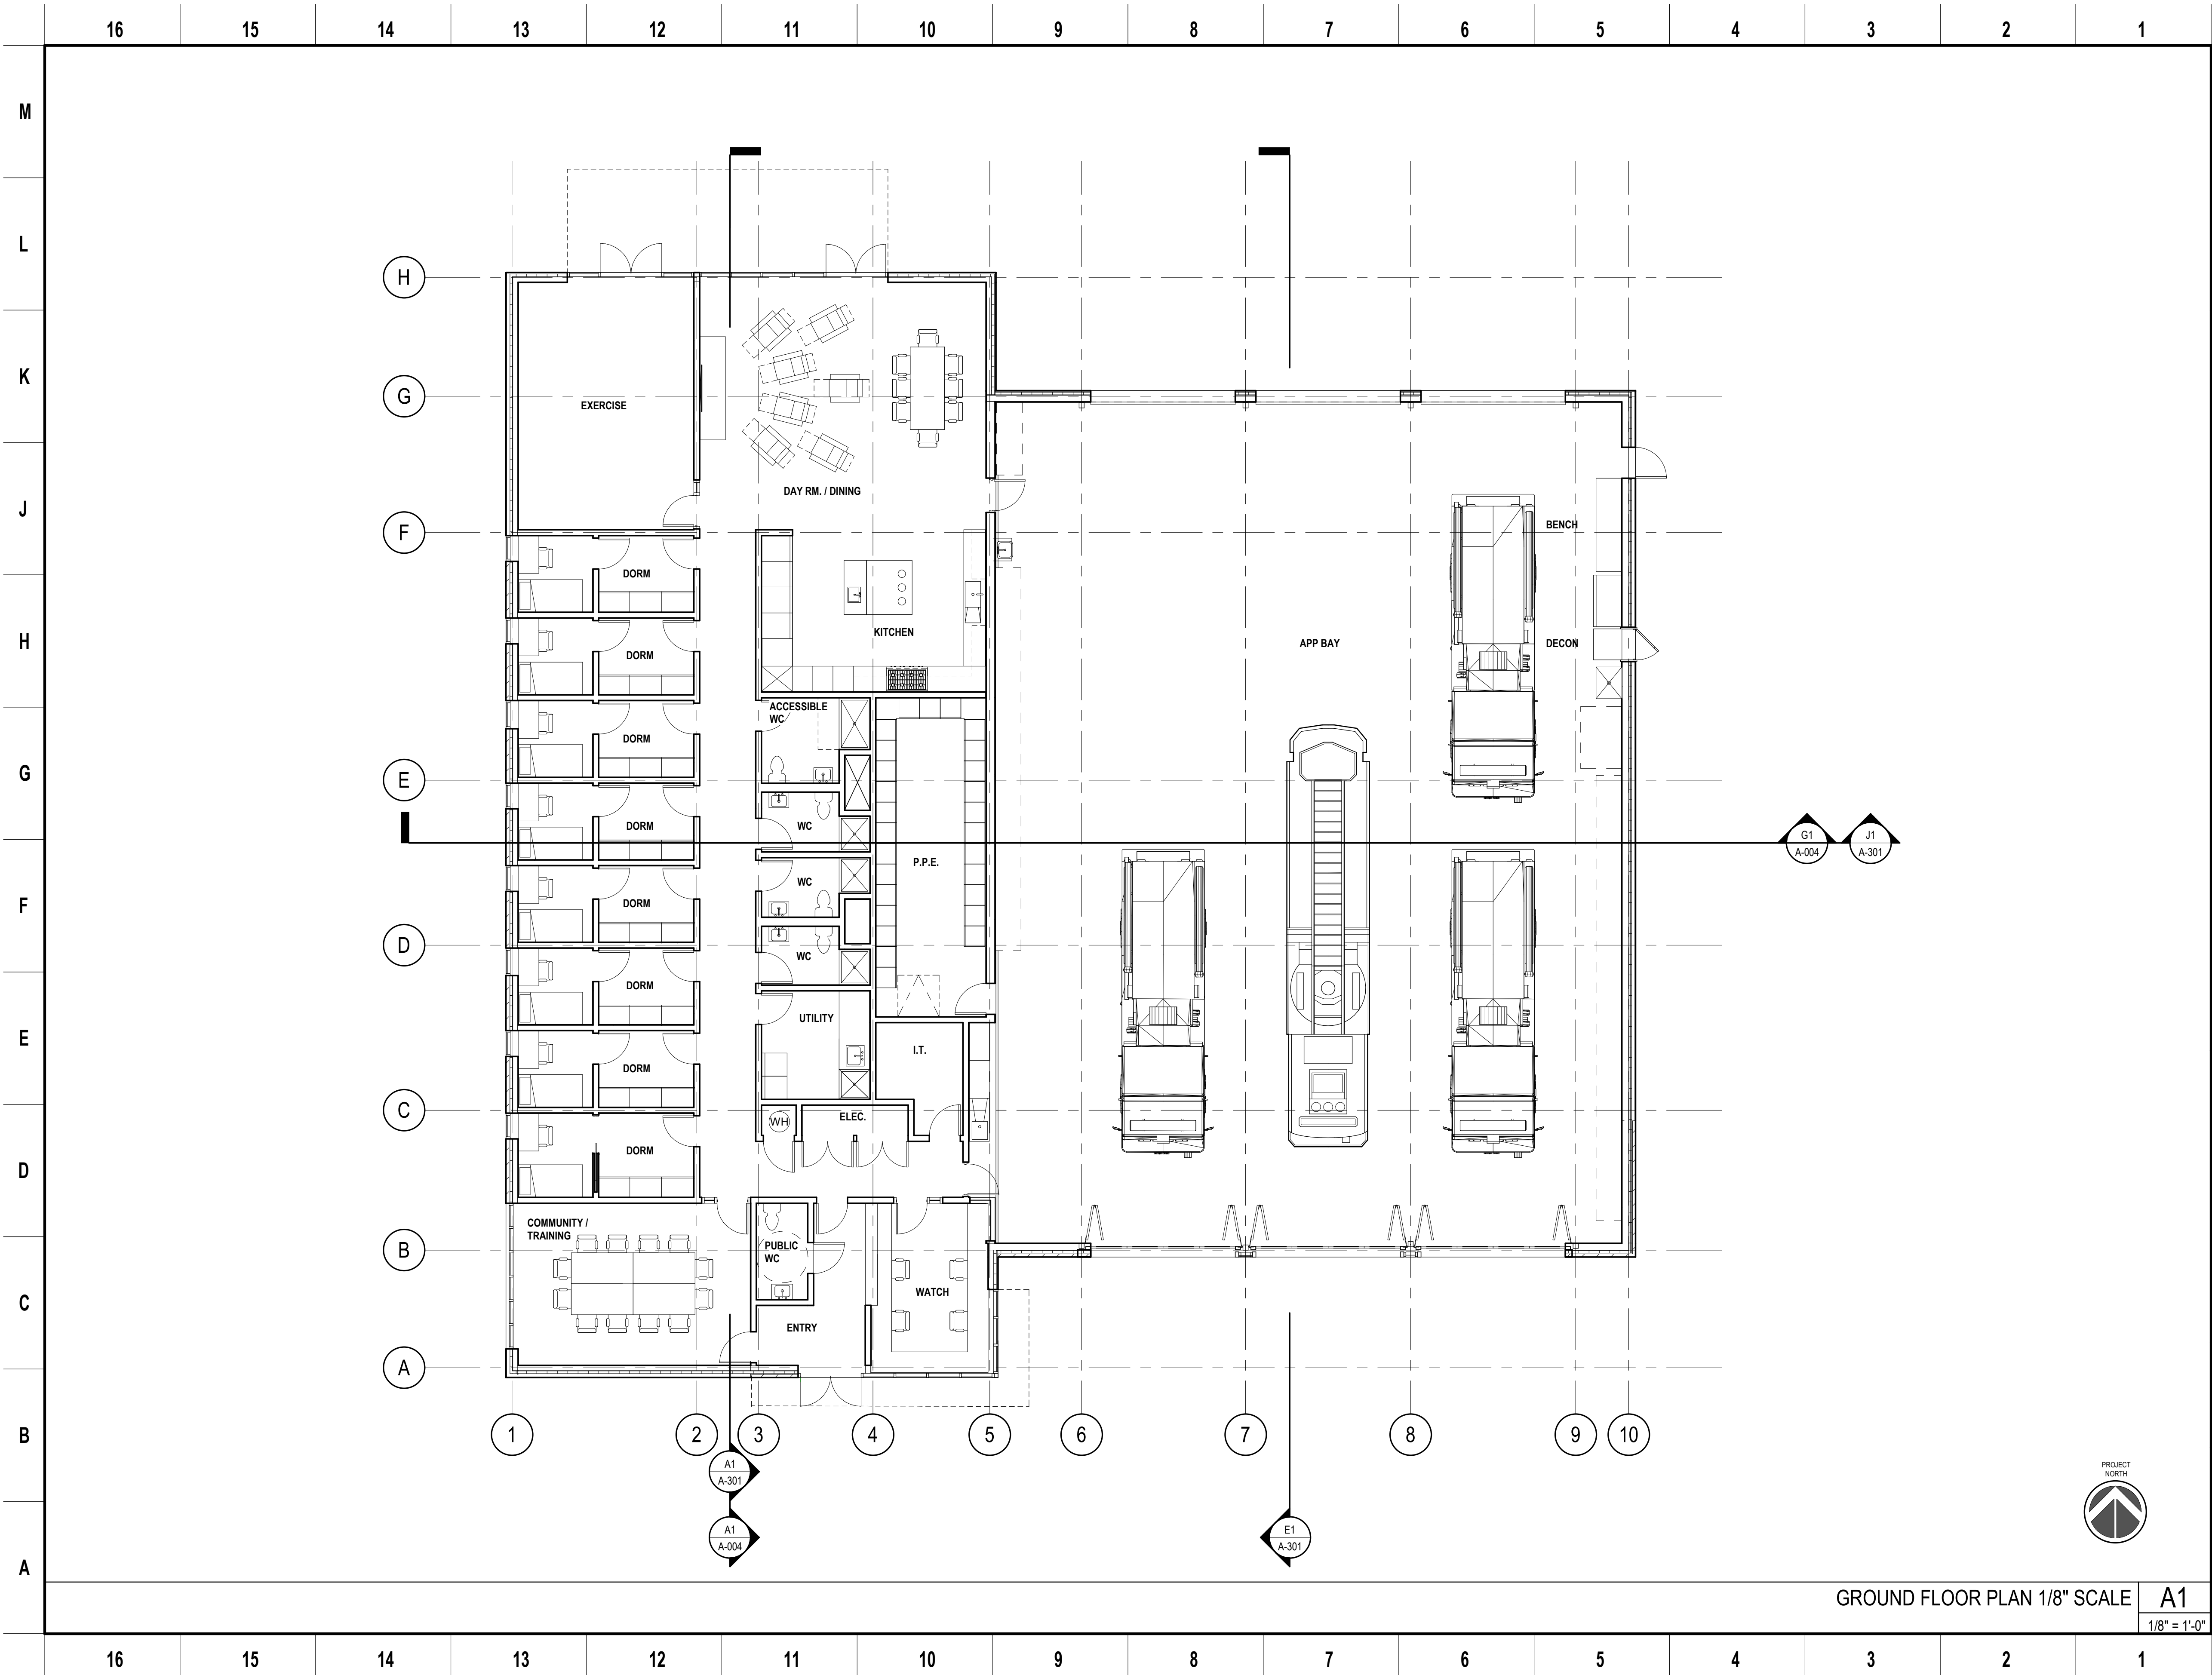 16 15 14 13 12 11 10 9 8 7 6 5 4 3 2 1
M
L
H
K
G
EXERCISE
DAY RM. / DINING
J
F
BENCH
DORM
H
KITCHEN
APP BAY
DECON
DORM
ACCESSIBLE
WC
DORM
G
E
WC
DORM
G1
A-004
J1
A-301
P.P.E.
WC
F
DORM
D
WC
DORM
UTILITY
E
I.T.
DORM
C
WH
ELEC.
D
DORM
COMMUNITY /
TRAINING
B
PUBLIC
WC
C
WATCH
ENTRY
A
B
1 2 3 4 5 6 7 8 9 10
A1
A-301
PROJECT
NORTH
A1
A-004
E1
A-301
A
GROUND FLOOR PLAN 1/8" SCALE
A1
1/8" = 1'-0"
16 15 14 13 12 11 10 9 8 7 6 5 4 3 2 1